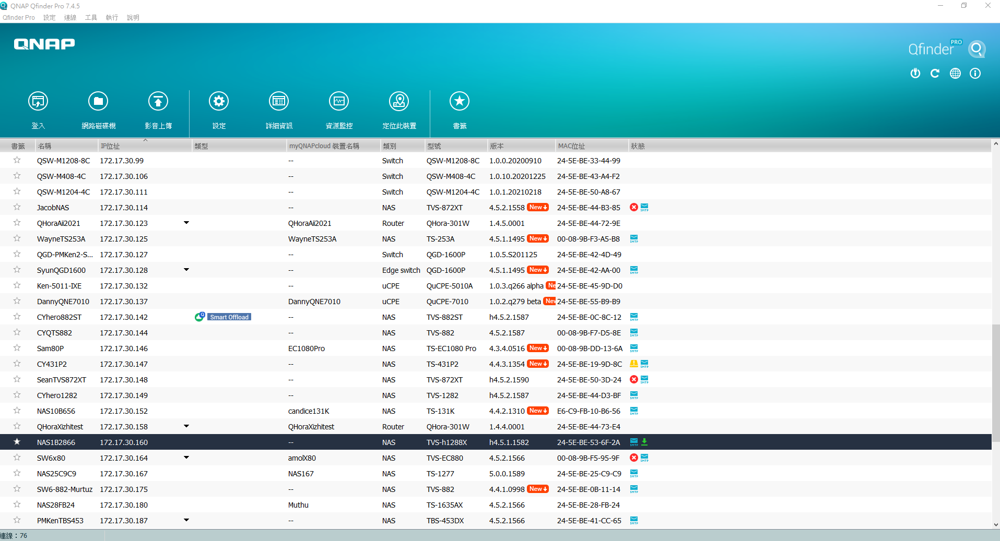 QNAP Qfinder Pro 7.4.5
Qfinder Pro 設定 連線 工具 執行 說明
QNAP
Qfinder PRO
登入 網路磁碟機 影音上傳 設定 詳細資訊 資源監控 定位此裝置 書籤
書籤 名稱 IP位址 類型 myQNAPcloud 裝置名稱 類別 型號 版本 MAC位址 狀態
QSW-M1208-8C 172.17.30.99 -- Switch QSW-M1208-8C 1.0.0.20200910 24-5E-BE-33-44-99
QSW-M408-4C 172.17.30.106 -- Switch QSW-M408-4C 1.0.10.20201225 24-5E-BE-43-A4-F2
QSW-M1204-4C 172.17.30.111 -- Switch QSW-M1204-4C 1.0.1.20210218 24-5E-BE-50-A8-67
JacobNAS 172.17.30.114 -- NAS TVS-872XT 4.5.2.1558 New 24-5E-BE-44-B3-85 SMTP
QHoraAii2021 172.17.30.123 QHoraAii2021 Router QHora-301W 1.4.5.0001 24-5E-BE-44-72-9E
WayneTS253A 172.17.30.125 WayneTS253A NAS TS-253A 4.5.1.1495 New 00-08-9B-F3-A5-B8 SMTP
QGD-PMKen2-S... 172.17.30.127 -- Switch QGD-1600P 1.0.5.S201125 24-5E-BE-42-4D-49
SyunQGD1600 172.17.30.128 -- Edge switch QGD-1600P 4.5.1.1495 New 24-5E-BE-42-AA-00 SMTP
Ken-5011-IXE 172.17.30.132 -- uCPE QuCPE-5010A 1.0.3.q266 alpha Ne 24-5E-BE-45-9D-D0
DannyQNE7010 172.17.30.137 DannyQNE7010 uCPE QuCPE-7010 1.0.2.q279 beta New 24-5E-BE-55-B9-B9
CYhero882ST 172.17.30.142 Smart Offload -- NAS TVS-882ST h4.5.2.1587 24-5E-BE-0C-8C-12 SMTP
CYQTS882 172.17.30.144 -- NAS TVS-882 4.5.2.1587 00-08-9B-F7-D5-8E SMTP
Sam80P 172.17.30.146 EC1080Pro NAS TS-EC1080 Pro 4.3.4.0516 New 00-08-9B-DD-13-6A SMTP
CY431P2 172.17.30.147 -- NAS TS-431P2 4.4.3.1354 New 24-5E-BE-19-9D-8C SMTP
SeanTVS872XT 172.17.30.148 -- NAS TVS-872XT h4.5.2.1590 24-5E-BE-50-3D-24 SMTP
CYhero1282 172.17.30.149 -- NAS TVS-1282 h4.5.2.1587 24-5E-BE-44-D3-BF SMTP
NAS10B656 172.17.30.152 candice131K NAS TS-131K 4.4.2.1310 New E6-C9-FB-10-B6-56 SMTP
QHoraXizhitest 172.17.30.158 QHoraXizhitest Router QHora-301W 1.4.4.0001 24-5E-BE-44-73-E4
NAS1B2866 172.17.30.160 -- NAS TVS-h1288X h4.5.1.1582 24-5E-BE-53-6F-2A SMTP
SW6x80 172.17.30.164 amolX80 NAS TVS-EC880 4.5.2.1566 00-08-9B-F5-95-9F SMTP
NAS25C9C9 172.17.30.167 NAS167 NAS TS-1277 5.0.0.1589 24-5E-BE-25-C9-C9 SMTP
SW6-882-Murtuz 172.17.30.175 -- NAS TVS-882 4.4.1.0998 New 24-5E-BE-0B-11-14 SMTP
NAS28FB24 172.17.30.180 Muthu NAS TS-1635AX 4.5.2.1566 24-5E-BE-28-FB-24
PMKenTBS453 172.17.30.187 -- NAS TBS-453DX 4.5.2.1566 24-5E-BE-41-CC-65 SMTP
連線：76